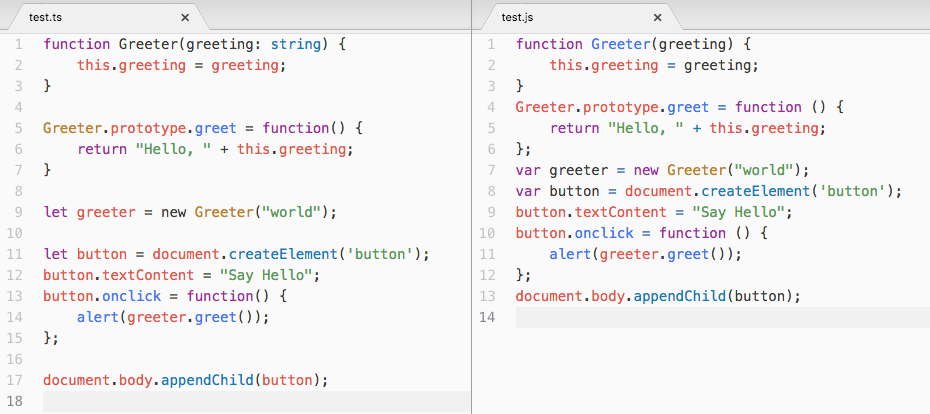 test.ts
1 function Greeter(greeting: string) {
2     this.greeting = greeting;
3 }
4
5 Greeter.prototype.greet = function() {
6     return "Hello, " + this.greeting;
7 }
8
9 let greeter = new Greeter("world");
10
11 let button = document.createElement('button');
12 button.textContent = "Say Hello";
13 button.onclick = function() {
14     alert(greeter.greet());
15 };
16
17 document.body.appendChild(button);
18
test.js
1 function Greeter(greeting) {
2     this.greeting = greeting;
3 }
4 Greeter.prototype.greet = function () {
5     return "Hello, " + this.greeting;
6 };
7 var greeter = new Greeter("world");
8 var button = document.createElement('button');
9 button.textContent = "Say Hello";
10 button.onclick = function () {
11     alert(greeter.greet());
12 };
13 document.body.appendChild(button);
14